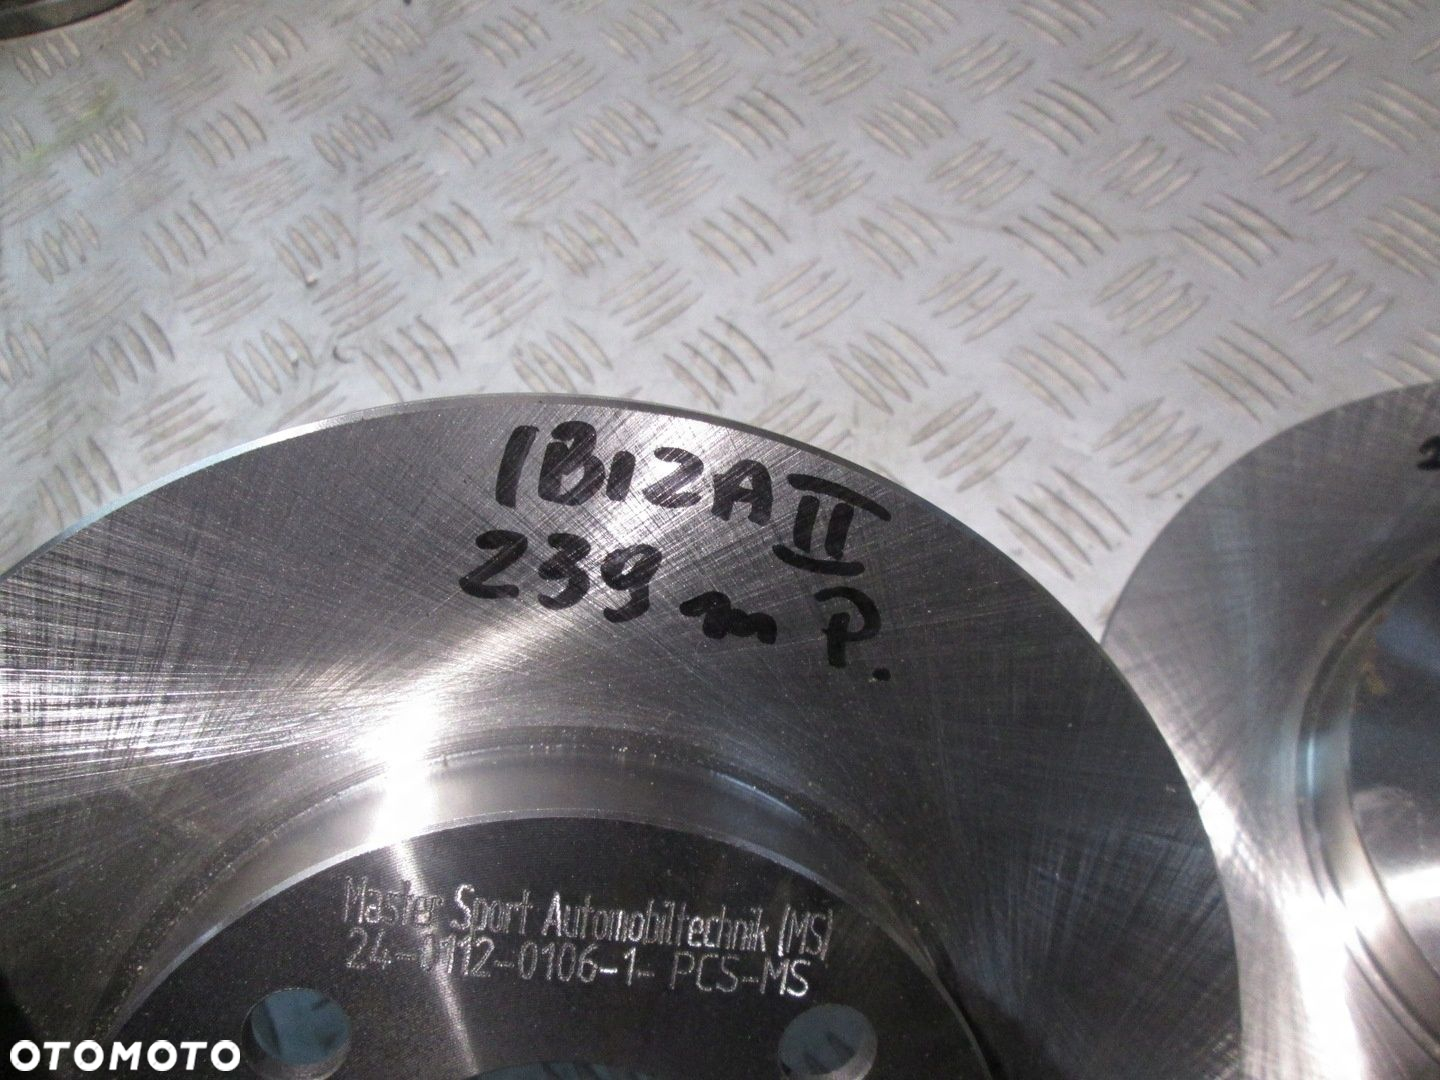 IBIZA II
239 m P.
Master Sport Automobiltechnik (MS)
24-0112-0106-1- PCS-MS
OTOMOTO